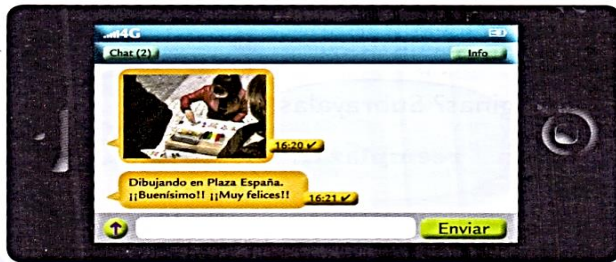 4G
Chat (2)
Info
16:20 ✔
Dibujando en Plaza España.
¡¡Buenísimo!! ¡¡Muy felices!!
16:21 ✔
Enviar